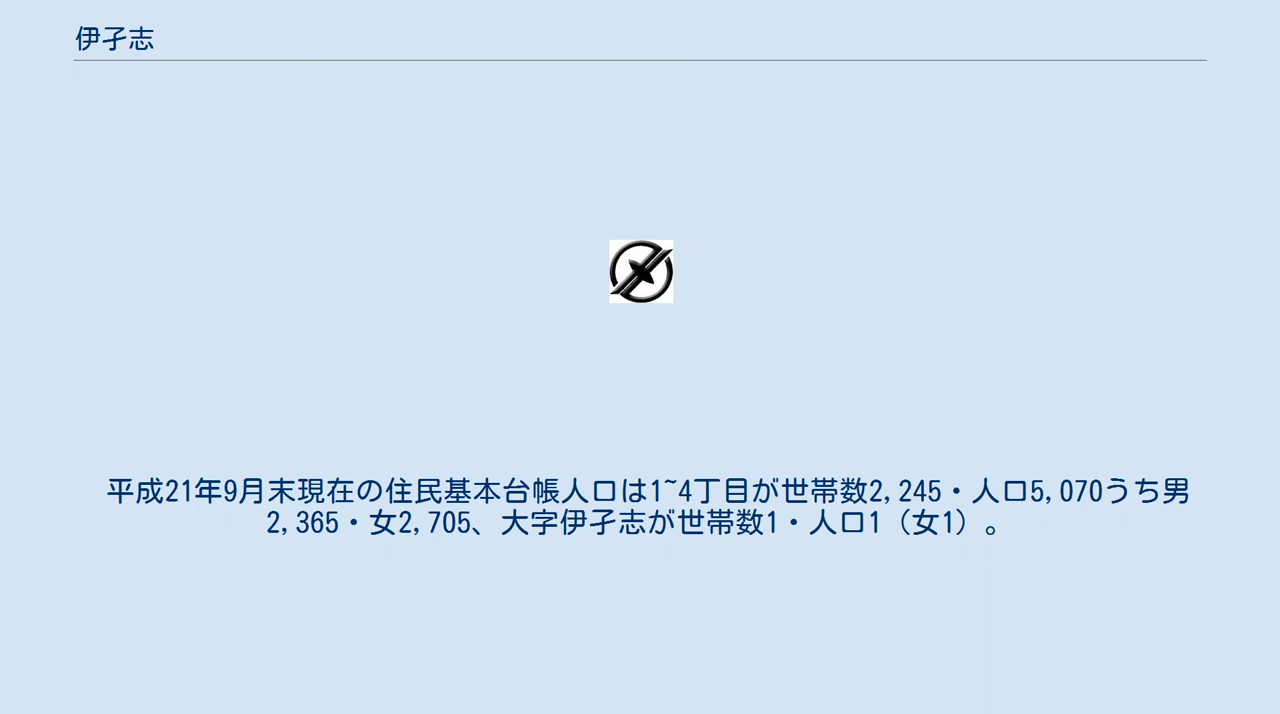 伊孑志
平成21年9月末現在の住民基本台帳人口は1~4丁目が世帯数2,245・人口5,070うち男
2,365・女2,705、大字伊孑志が世帯数1・人口1（女1）。